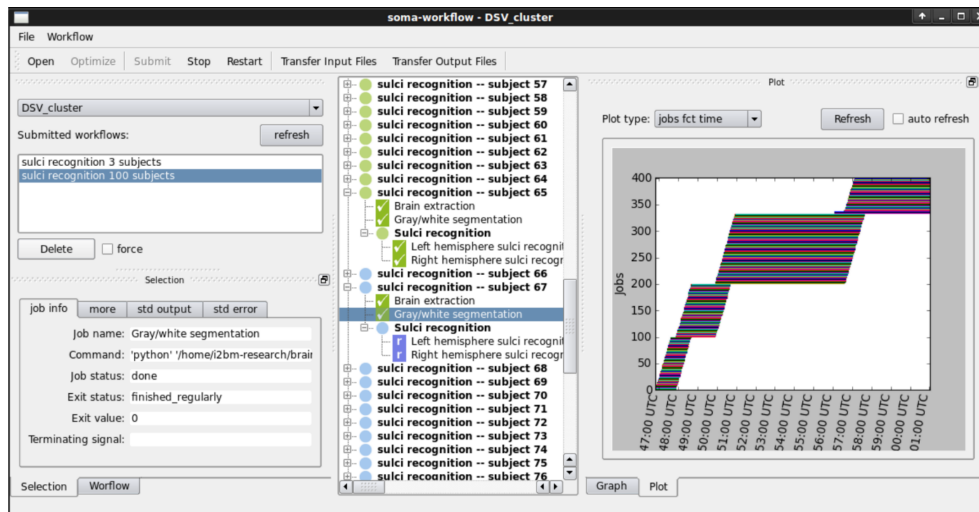 soma-workflow - DSV_cluster
File Workflow
Open Optimize Submit Stop Restart Transfer Input Files Transfer Output Files
DSV_cluster
Submitted workflows:
refresh
sulci recognition 3 subjects
sulci recognition 100 subjects
Delete
force
Selection
job info more std output std error
Job name: Gray/white segmentation
Command: 'python' '/home/i2bm-research/brair
Job status: done
Exit status: finished_regularly
Exit value: 0
Terminating signal:
Selection Worflow
sulci recognition -- subject 57
sulci recognition -- subject 58
sulci recognition -- subject 59
sulci recognition -- subject 60
sulci recognition -- subject 61
sulci recognition -- subject 62
sulci recognition -- subject 63
sulci recognition -- subject 64
sulci recognition -- subject 65
Brain extraction
Gray/white segmentation
Sulci recognition
Left hemisphere sulci recognit
Right hemisphere sulci recognit
sulci recognition -- subject 66
sulci recognition -- subject 67
Brain extraction
Gray/white segmentation
Sulci recognition
r Left hemisphere sulci recognit
r Right hemisphere sulci recogr
sulci recognition -- subject 68
sulci recognition -- subject 69
sulci recognition -- subject 70
sulci recognition -- subject 71
sulci recognition -- subject 72
sulci recognition -- subject 73
sulci recognition -- subject 74
sulci recognition -- subject 75
sulci recognition -- subject 76
Plot
Plot type: jobs fct time
Refresh
auto refresh
400
350
300
250
200
150
100
50
0
Jobs
47:00 UTC
48:00 UTC
49:00 UTC
50:00 UTC
51:00 UTC
52:00 UTC
53:00 UTC
54:00 UTC
55:00 UTC
56:00 UTC
57:00 UTC
58:00 UTC
59:00 UTC
00:00 UTC
01:00 UTC
Graph Plot